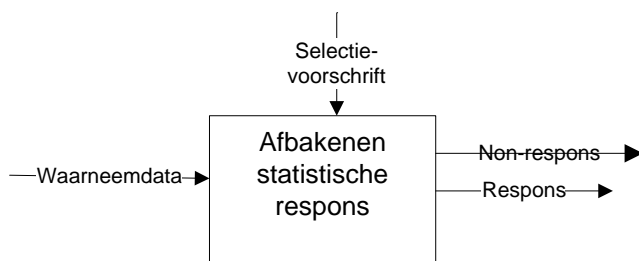 Selectie-
voorschrift
Afbakenen
statistische
respons
Waarneemdata
Non-respons
Respons